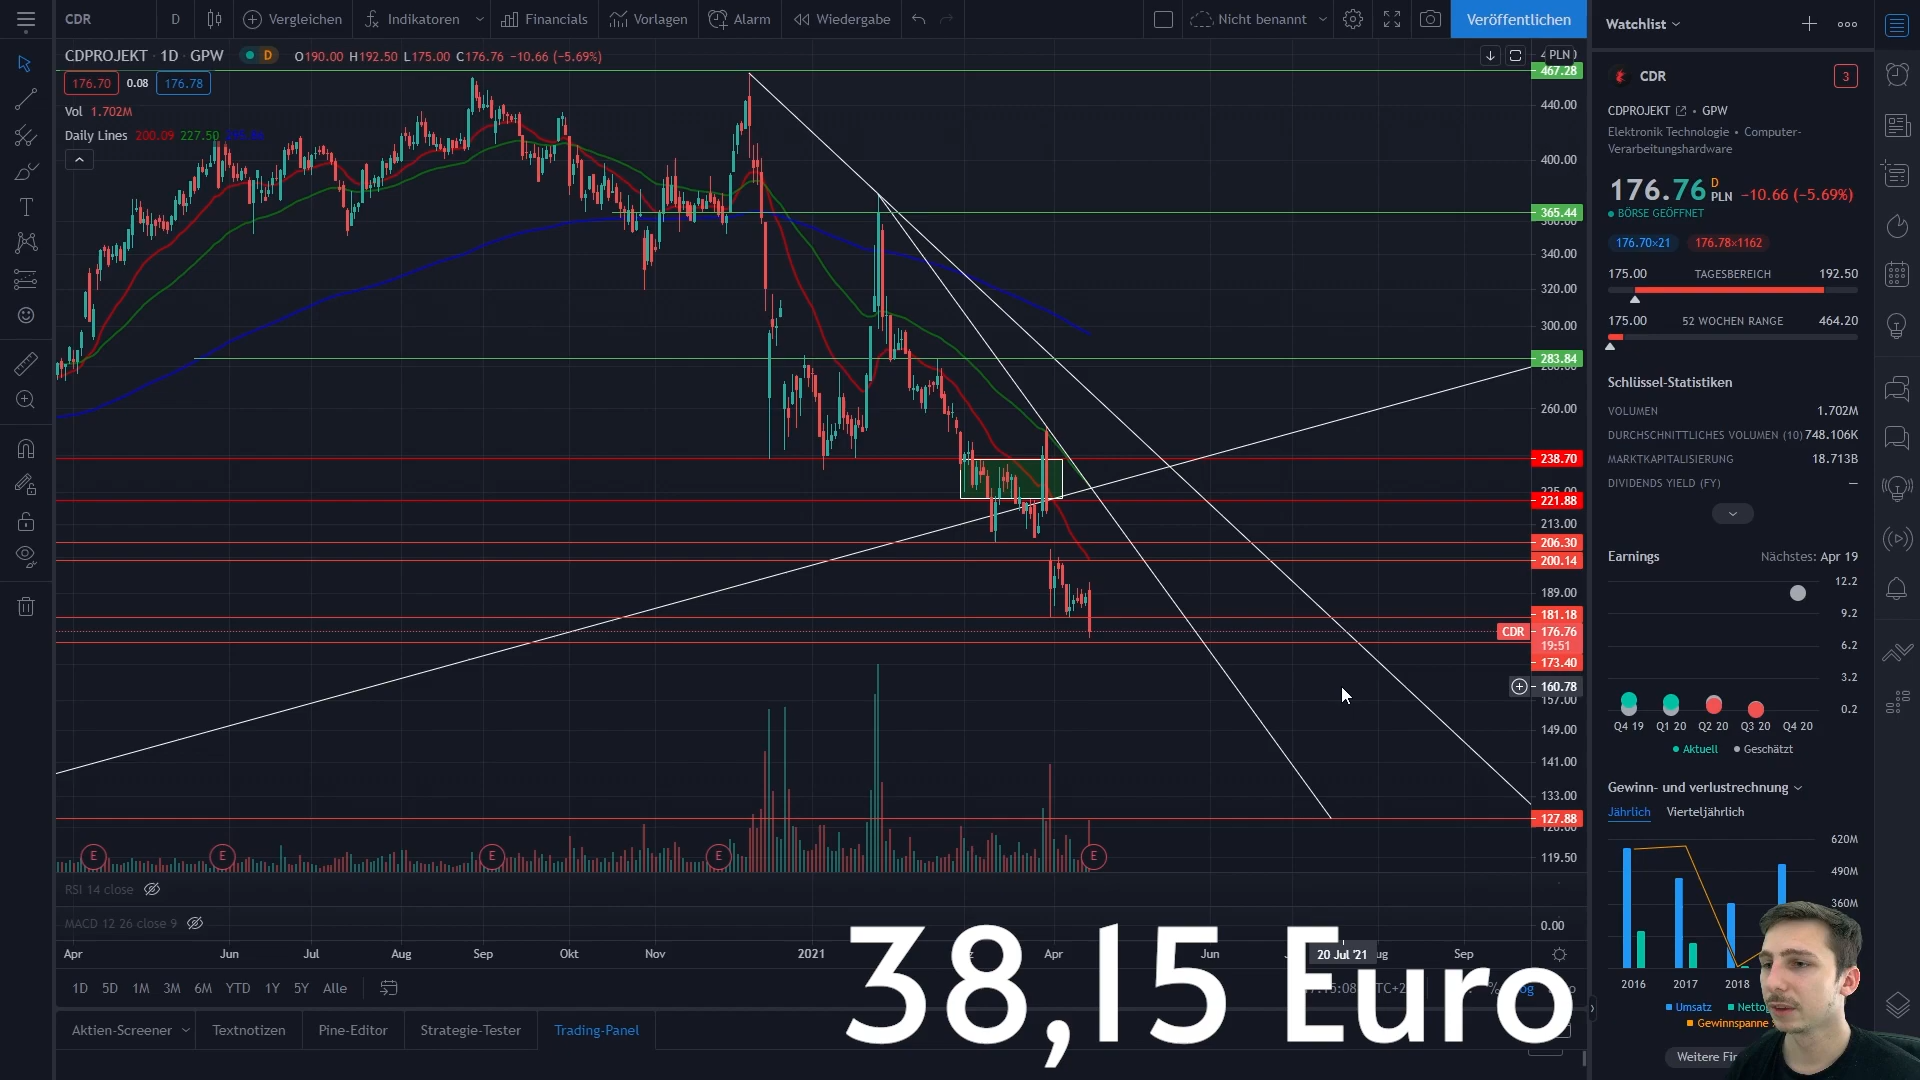 CDR
D
Vergleichen
Indikatoren
Financials
Vorlagen
Alarm
Wiedergabe
Nicht benannt
Veröffentlichen
CDPROJEKT · 1D · GPW
D
O190.00 H192.50 L175.00 C176.76 −10.66 (−5.69%)
176.70
0.08
176.78
Vol 1.702M
Daily Lines 200.09 227.50
PLN
467.28
440.00
400.00
365.44
340.00
320.00
300.00
283.84
260.00
238.70
221.88
213.00
206.30
200.14
189.00
181.18
CDR 176.76
19:51
173.40
160.78
157.00
149.00
141.00
133.00
127.88
119.50
E
E
E
E
E
RSI 14 close
MACD 12 26 close 9
0.00
Apr
Jun
Jul
Aug
Sep
Okt
Nov
2021
Apr
Jun
20 Jul '21
Sep
38,15 Euro
1D
5D
1M
3M
6M
YTD
1Y
5Y
Alle
Aktien-Screener
Textnotizen
Pine-Editor
Strategie-Tester
Trading-Panel
Watchlist
CDR
3
CDPROJEKT • GPW
Elektronik Technologie • Computer-
Verarbeitungshardware
176.76 D PLN −10.66 (−5.69%)
BÖRSE GEÖFFNET
176.70×21
176.78×1162
175.00 TAGESBEREICH 192.50
175.00 52 WOCHEN RANGE 464.20
Schlüssel-Statistiken
VOLUMEN 1.702M
DURCHSCHNITTLICHES VOLUMEN (10) 748.106K
MARKTKAPITALISIERUNG 18.713B
DIVIDENDS YIELD (FY) —
Earnings Nächstes: Apr 19
12.2
9.2
6.2
3.2
0.2
Q4 19
Q1 20
Q2 20
Q3 20
Q4 20
Aktuell
Geschätzt
Gewinn- und verlustrechnung
Jährlich
Vierteljährlich
620M
490M
360M
2016
2017
2018
Umsatz
Gewinnspanne
Weitere